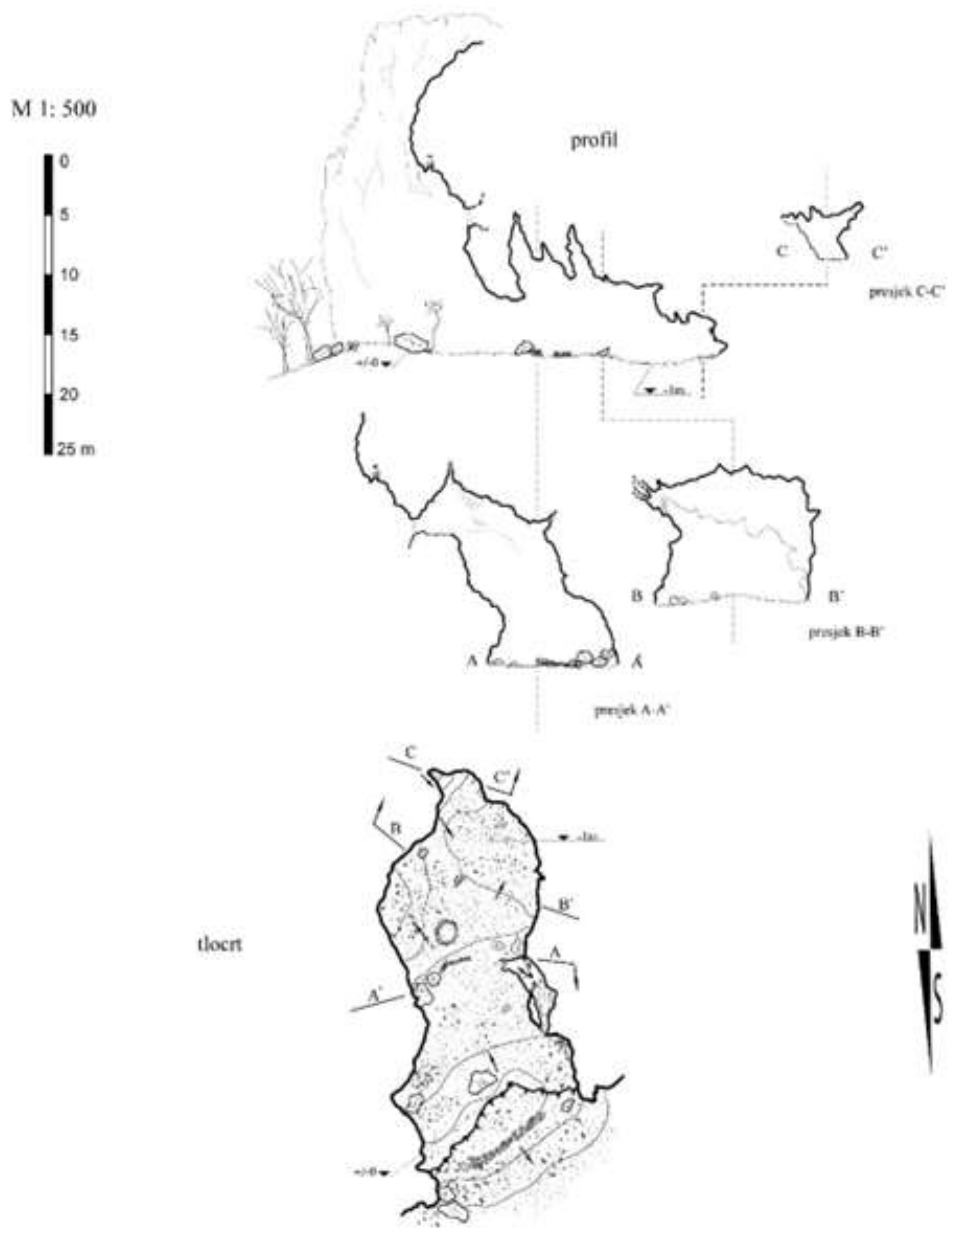 M 1: 500
0
5
10
15
20
25 m
profil
C C'
presjek C-C'
+/-0
-1m
B B'
presjek B-B'
A A'
presjek A-A'
C
C'
B
-1m
B'
tlocrt
A
A'
N
S
+/-0